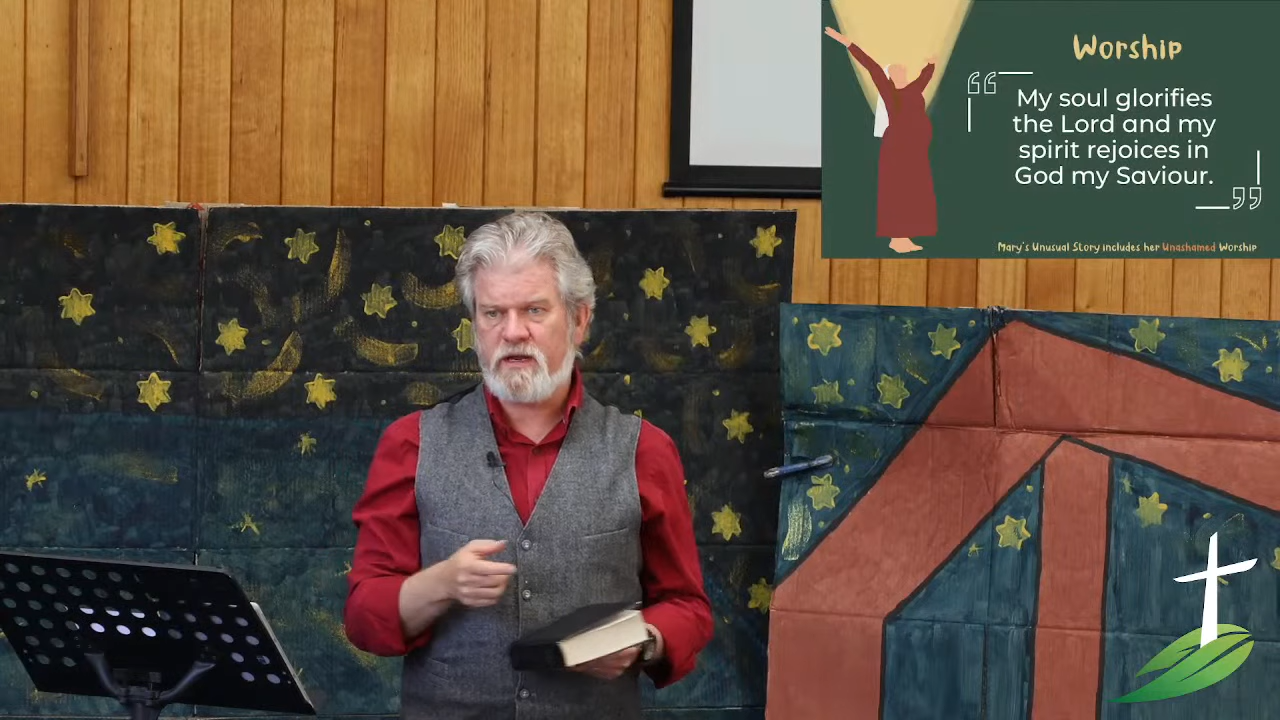 Worship
My soul glorifies
the Lord and my
spirit rejoices in
God my Saviour.
Mary's Unusual Story includes her Unashamed Worship